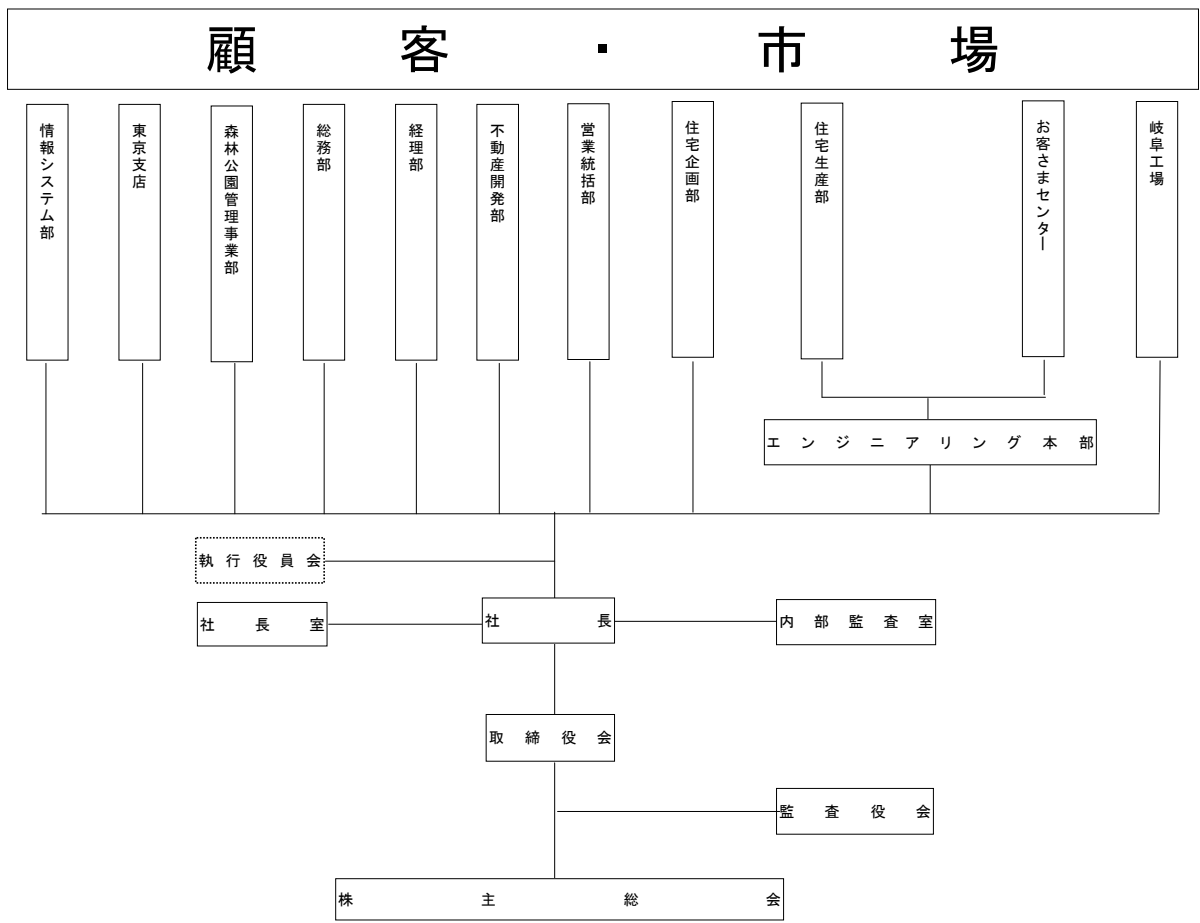 顧客・市場
情報システム部
東京支店
森林公園管理事業部
総務部
経理部
不動産開発部
営業統括部
住宅企画部
住宅生産部
お客さまセンター
岐阜工場
エンジニアリング本部
執行役員会
社長室
社長
内部監査室
取締役会
監査役会
株主総会